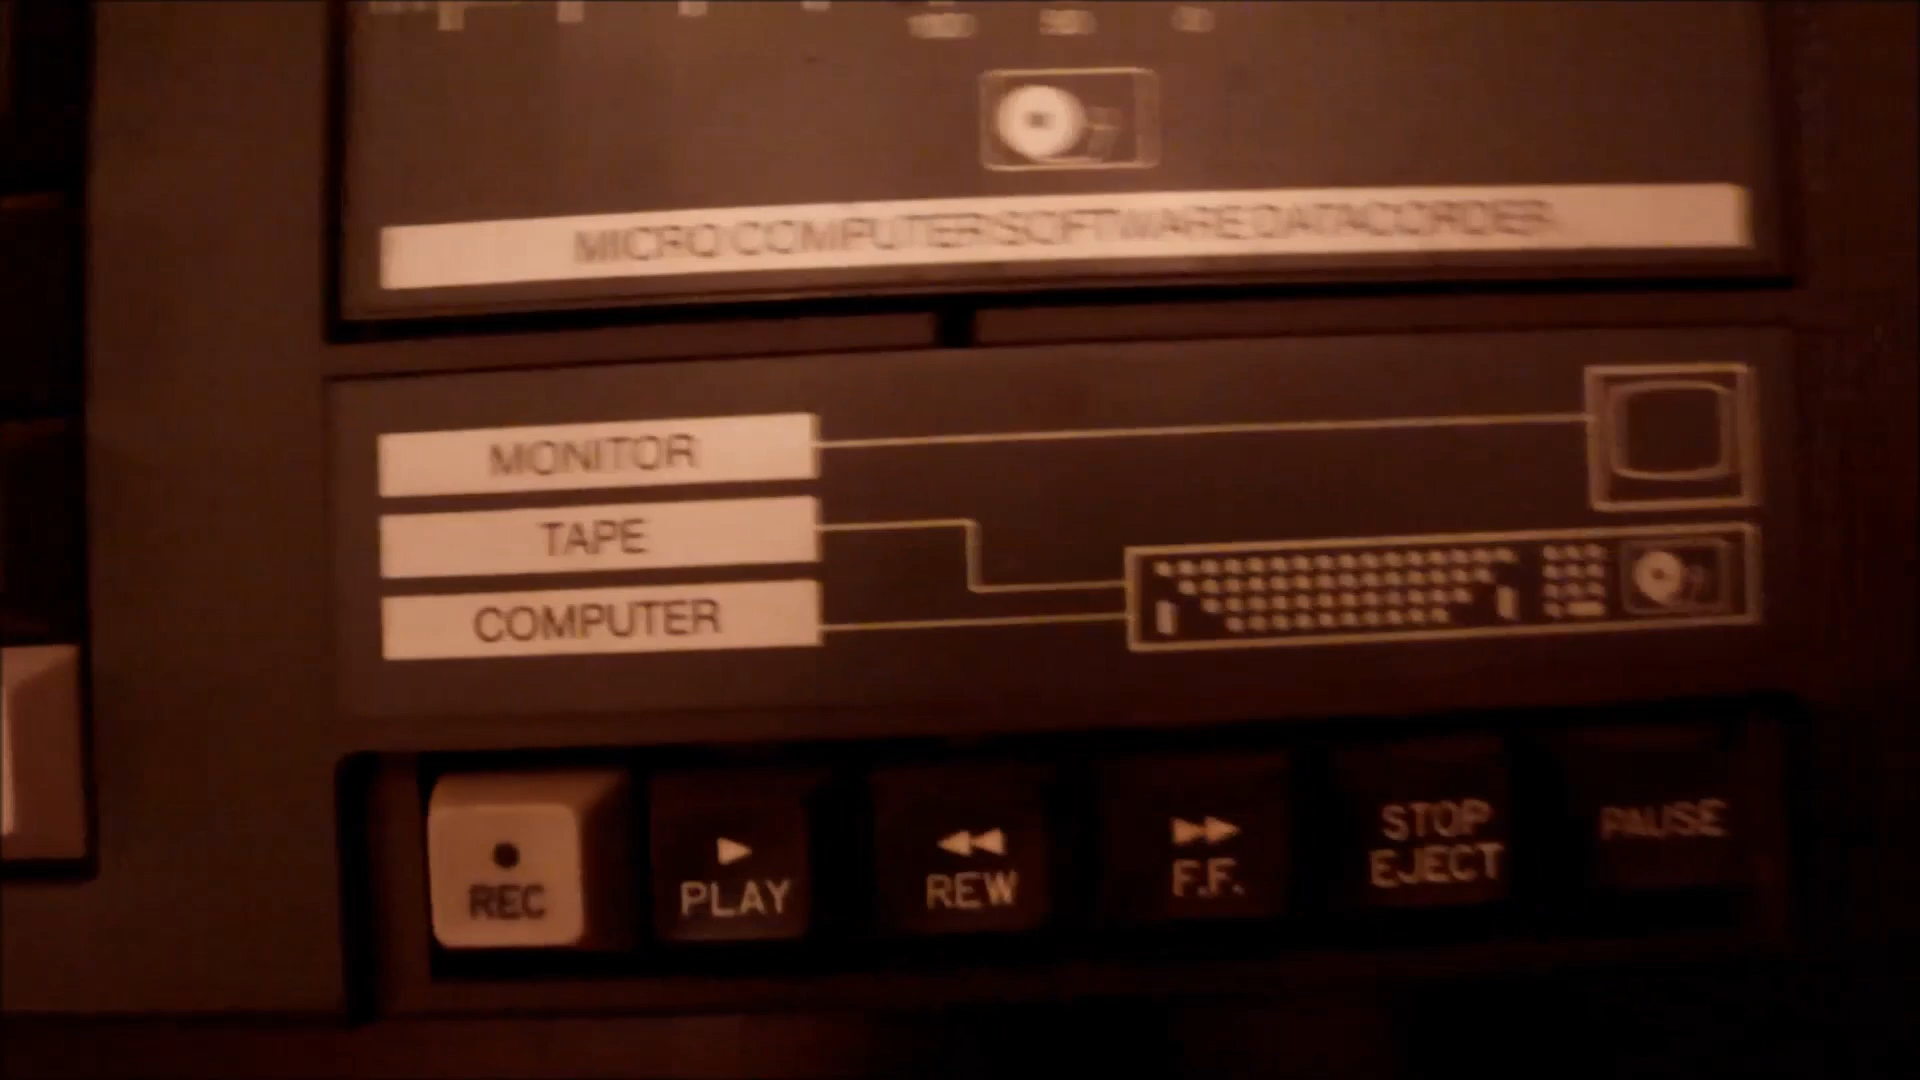 MICRO COMPUTER SOFTWARE DATACORDER
MONITOR
TAPE
COMPUTER
REC
PLAY
REW
F.F.
STOP
EJECT
PAUSE